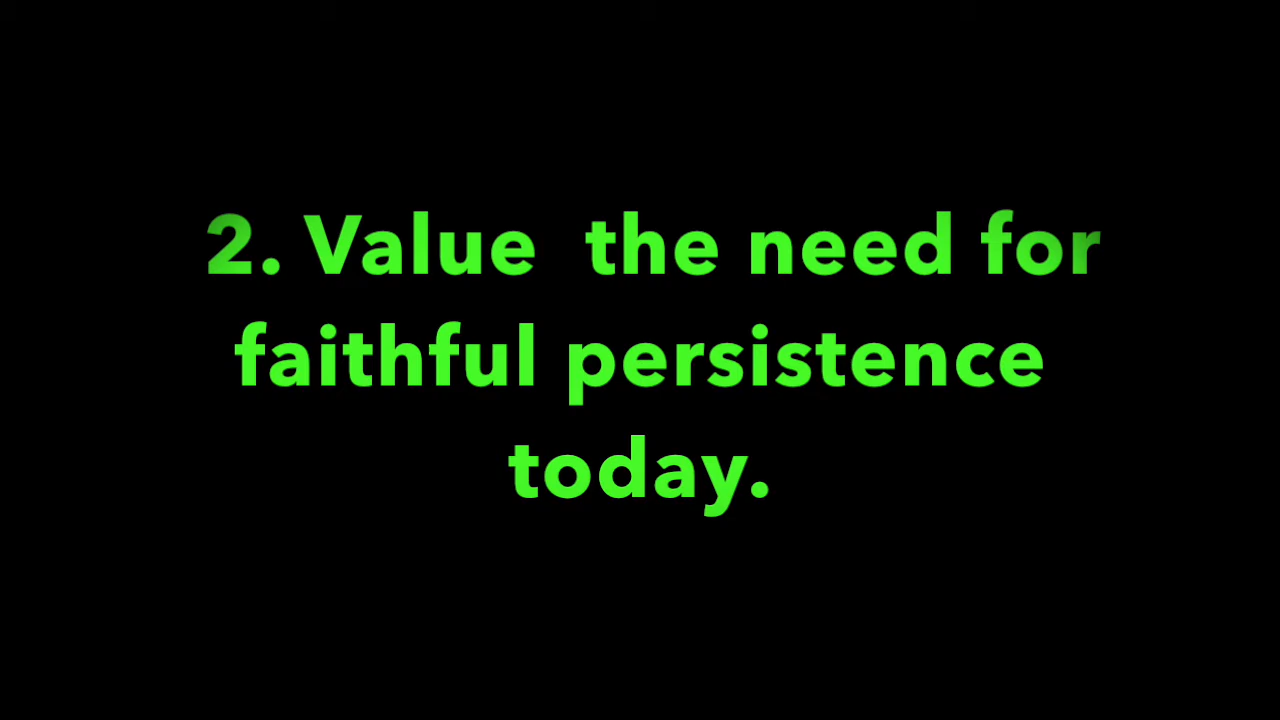 2. Value  the need for
faithful persistence
today.